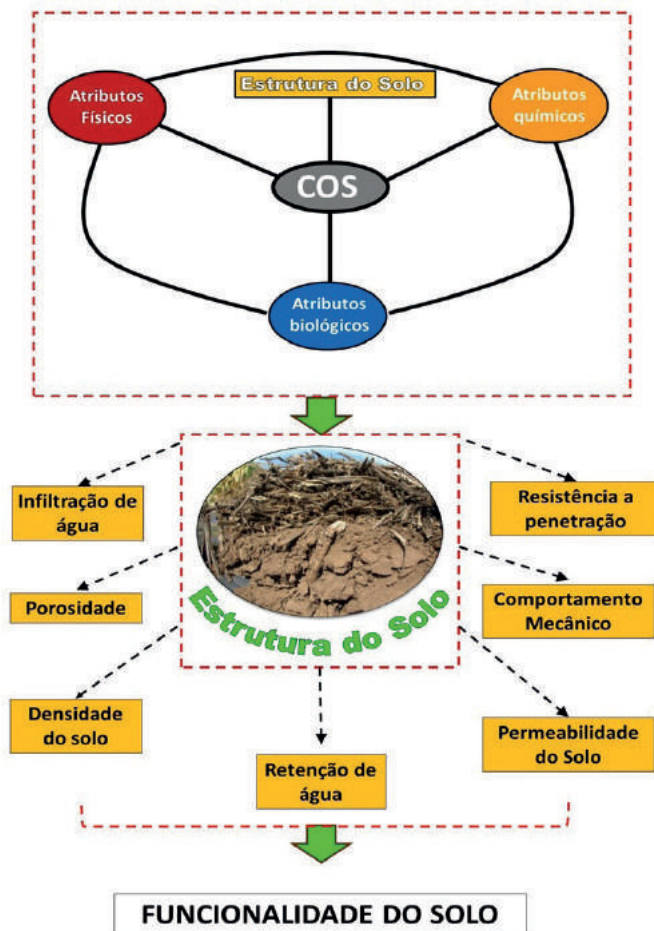 Estrutura do Solo
Atributos
Físicos
Atributos
químicos
COS
Atributos
biológicos
Infiltração de
água
Resistência a
penetração
Porosidade
Comportamento
Mecânico
Estrutura do Solo
Densidade
do solo
Permeabilidade
do Solo
Retenção de
água
FUNCIONALIDADE DO SOLO